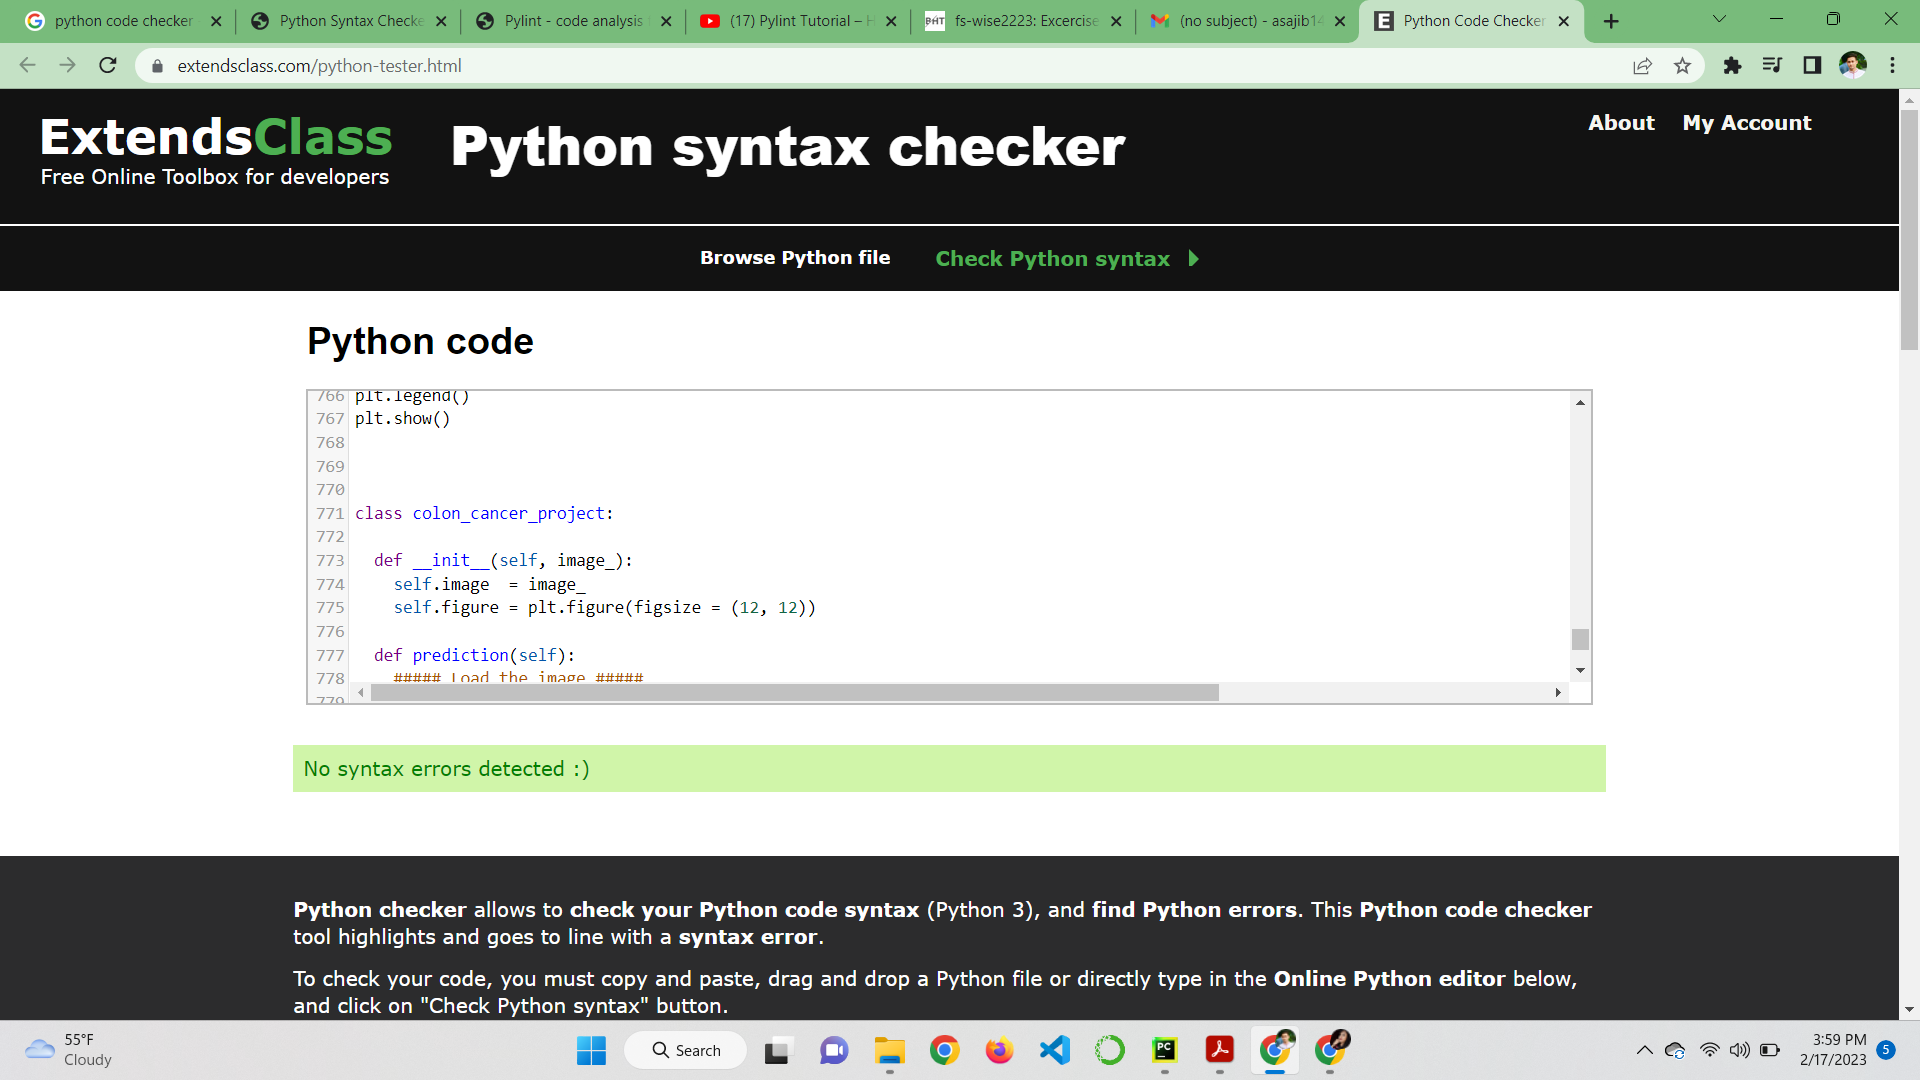 python code checker
Python Syntax Checke
Pylint - code analysis
(17) Pylint Tutorial – H
BHT fs-wise2223: Excercise
(no subject) - asajib14
E Python Code Checker
extendsclass.com/python-tester.html
ExtendsClass
Free Online Toolbox for developers
Python syntax checker
About My Account
Browse Python file Check Python syntax
Python code
766 plt.legend()
767 plt.show()
768
769
770
771 class colon_cancer_project:
772
773 def __init__(self, image_):
774 self.image  = image_
775 self.figure = plt.figure(figsize = (12, 12))
776
777 def prediction(self):
778 ##### Load the image #####
779
No syntax errors detected :)
Python checker allows to check your Python code syntax (Python 3), and find Python errors. This Python code checker
tool highlights and goes to line with a syntax error.
To check your code, you must copy and paste, drag and drop a Python file or directly type in the Online Python editor below,
and click on "Check Python syntax" button.
55°F
Cloudy
Search
PC
3:59 PM
2/17/2023
5